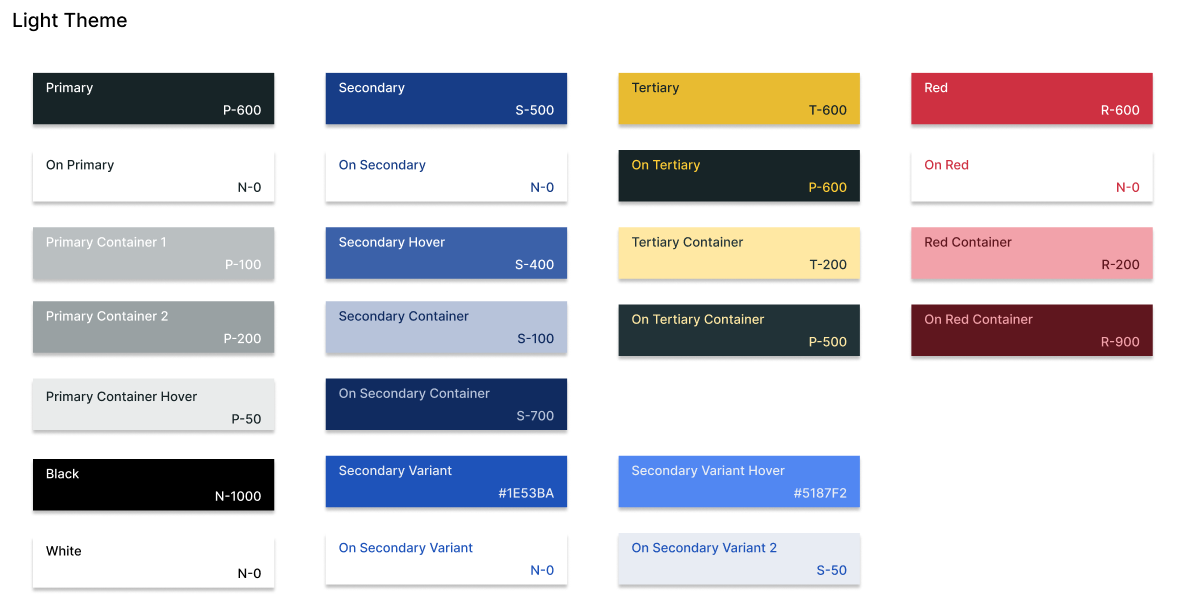 Light Theme
Primary
P-600
Secondary
S-500
Tertiary
T-600
Red
R-600
On Primary
N-0
On Secondary
N-0
On Tertiary
P-600
On Red
N-0
Primary Container 1
P-100
Secondary Hover
S-400
Tertiary Container
T-200
Red Container
R-200
Primary Container 2
P-200
Secondary Container
S-100
On Tertiary Container
P-500
On Red Container
R-900
Primary Container Hover
P-50
On Secondary Container
S-700
Black
N-1000
Secondary Variant
#1E53BA
Secondary Variant Hover
#5187F2
White
N-0
On Secondary Variant
N-0
On Secondary Variant 2
S-50